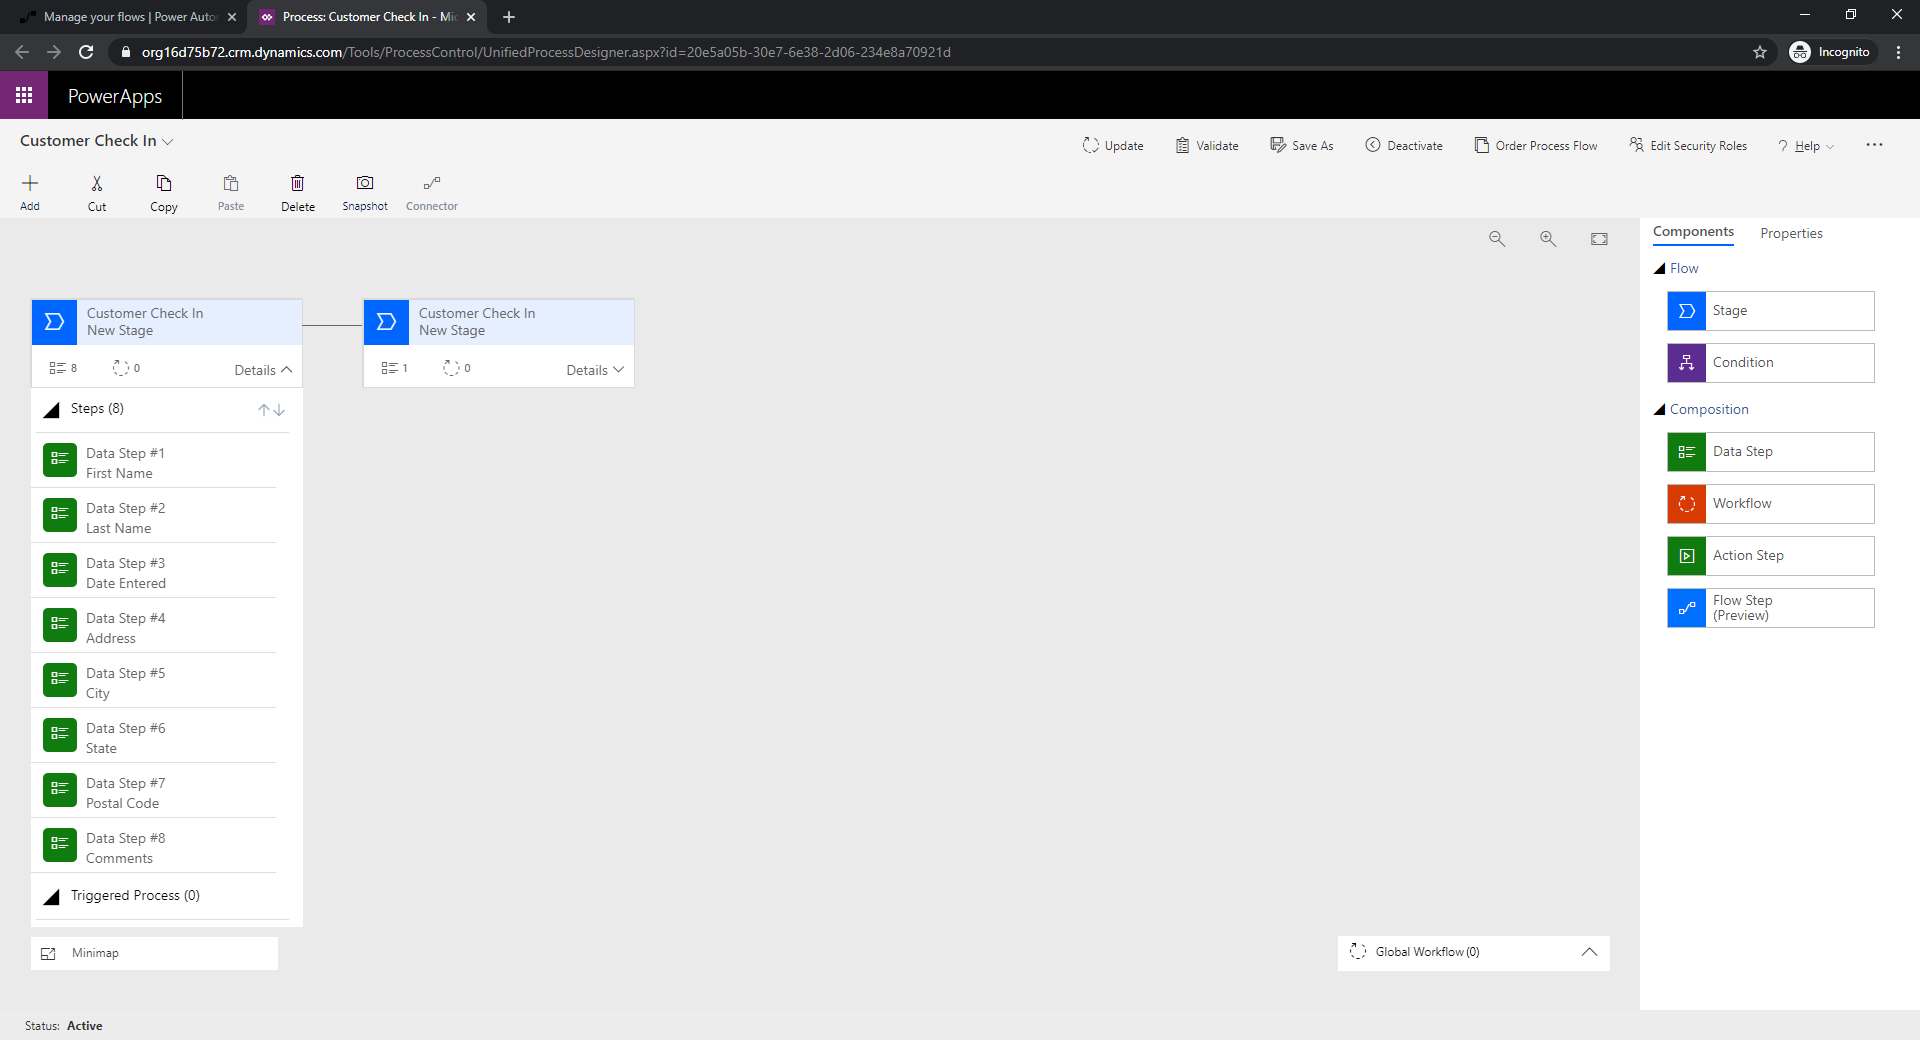 Manage your flows | Power Autor
Process: Customer Check In - Mic
org16d75b72.crm.dynamics.com/Tools/ProcessControl/UnifiedProcessDesigner.aspx?id=20e5a05b-30e7-6e38-2d06-234e8a70921d
Incognito
PowerApps
Customer Check In
Update
Validate
Save As
Deactivate
Order Process Flow
Edit Security Roles
? Help
Add
Cut
Copy
Paste
Delete
Snapshot
Connector
Components
Properties
Customer Check In
New Stage
8
0
Details
Customer Check In
New Stage
1
0
Details
Steps (8)
Data Step #1
First Name
Data Step #2
Last Name
Data Step #3
Date Entered
Data Step #4
Address
Data Step #5
City
Data Step #6
State
Data Step #7
Postal Code
Data Step #8
Comments
Triggered Process (0)
Minimap
Global Workflow (0)
Flow
Stage
Condition
Composition
Data Step
Workflow
Action Step
Flow Step
(Preview)
Status: Active